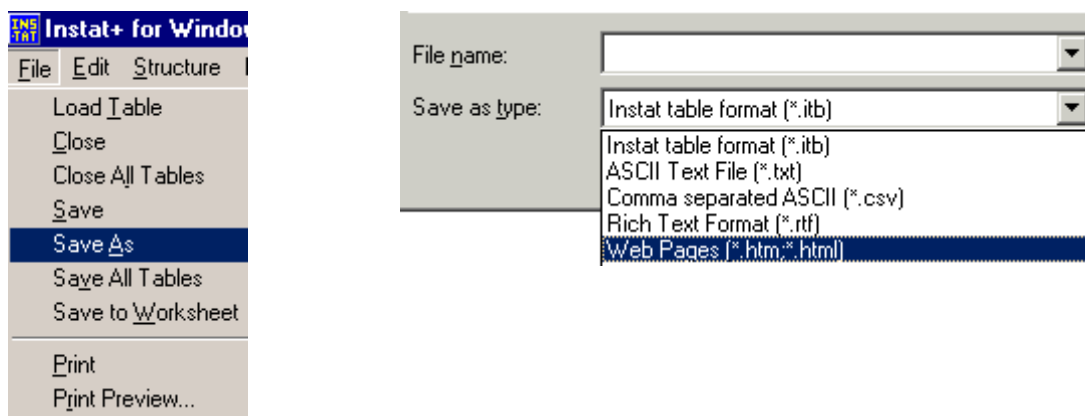 INS
TAT
Instat+ for Window
File Edit Structure
Load Table
Close
Close All Tables
Save
Save As
Save All Tables
Save to Worksheet
Print
Print Preview...
File name:
Save as type: Instat table format (*.itb)
Instat table format (*.itb)
ASCII Text File (*.txt)
Comma separated ASCII (*.csv)
Rich Text Format (*.rtf)
Web Pages (*.htm;*.html)